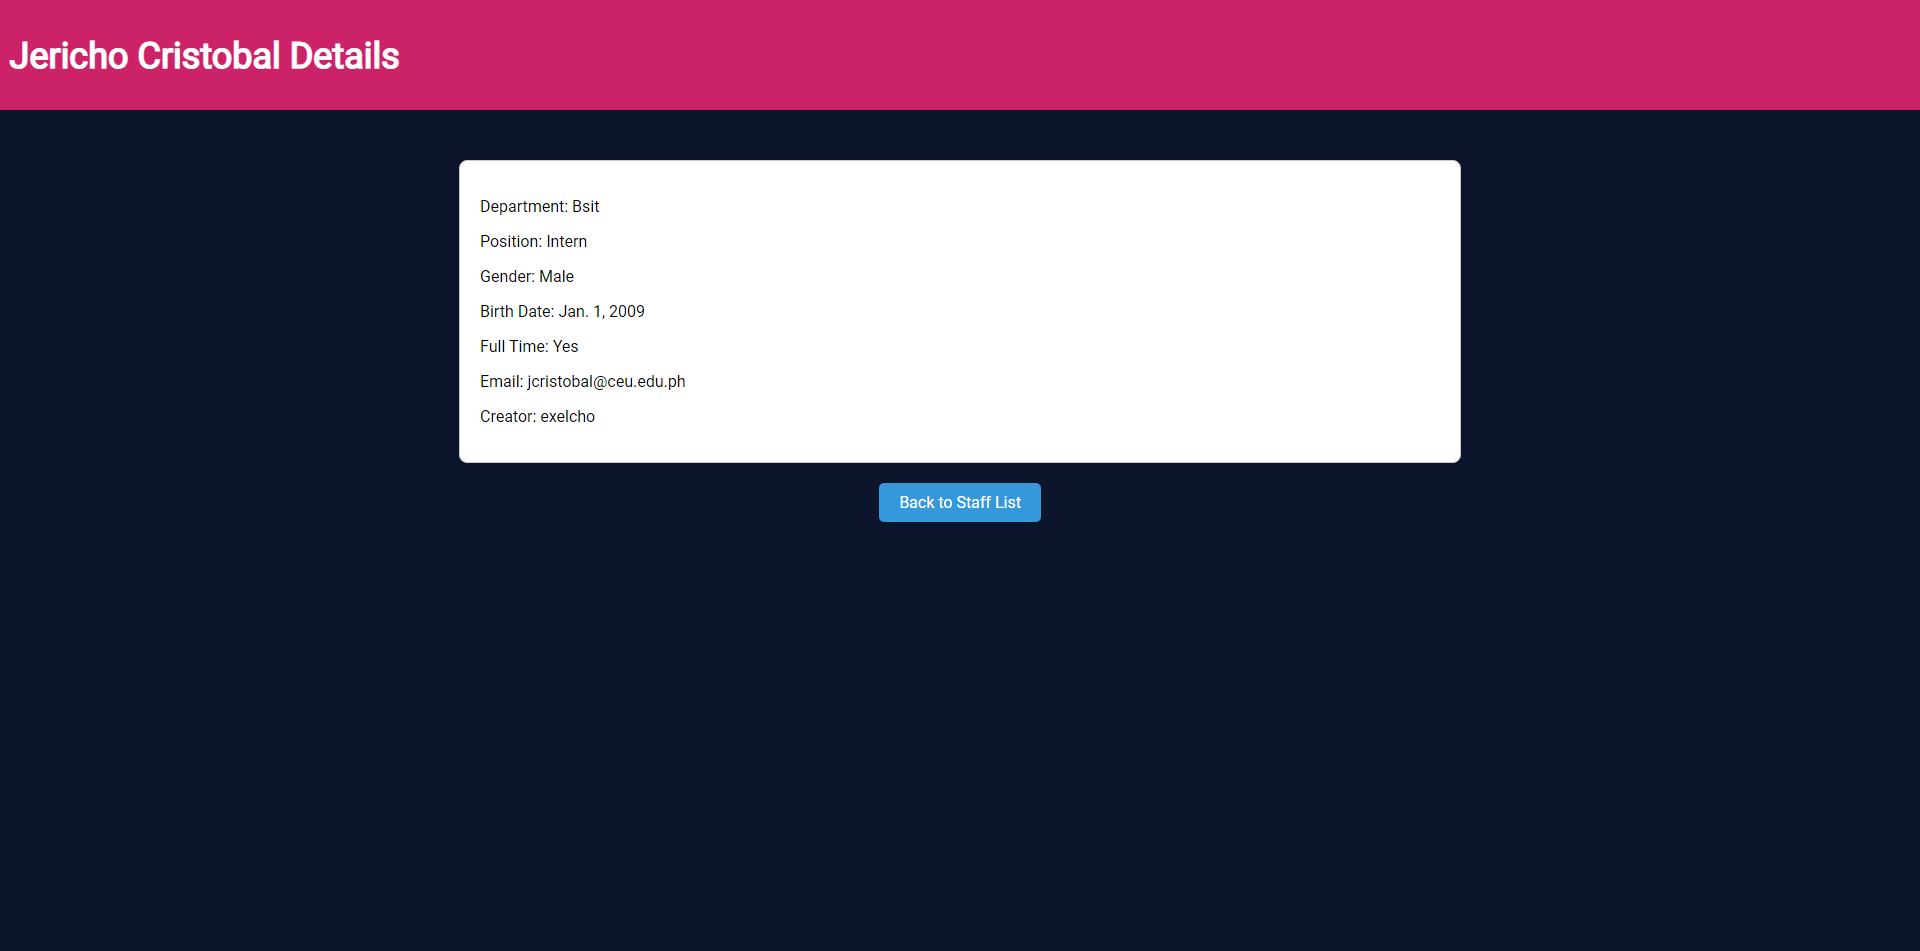 Jericho Cristobal Details
Department: Bsit
Position: Intern
Gender: Male
Birth Date: Jan. 1, 2009
Full Time: Yes
Email: jcristobal@ceu.edu.ph
Creator: exelcho
Back to Staff List